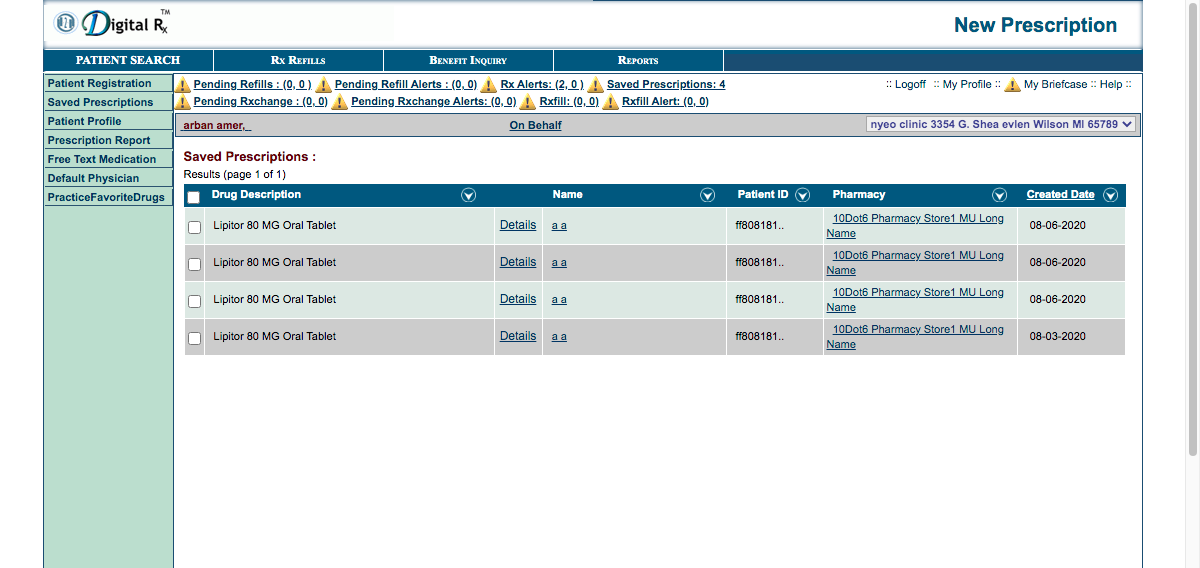 Digital Rx TM
New Prescription
PATIENT SEARCH RX REFILLS BENEFIT INQUIRY REPORTS
Patient Registration
Saved Prescriptions
Patient Profile
Prescription Report
Free Text Medication
Default Physician
PracticeFavoriteDrugs
Pending Refills : (0, 0 ) Pending Refill Alerts : (0, 0) Rx Alerts: (2, 0 ) Saved Prescriptions: 4
Pending Rxchange : (0, 0) Pending Rxchange Alerts: (0, 0) Rxfill: (0, 0) Rxfill Alert: (0, 0)
:: Logoff :: My Profile :: My Briefcase :: Help ::
arban amer, On Behalf nyeo clinic 3354 G. Shea evlen Wilson MI 65789
Saved Prescriptions :
Results (page 1 of 1)
Drug Description Name Patient ID Pharmacy Created Date
Lipitor 80 MG Oral Tablet Details a a ff808181.. 10Dot6 Pharmacy Store1 MU Long
Name 08-06-2020
Lipitor 80 MG Oral Tablet Details a a ff808181.. 10Dot6 Pharmacy Store1 MU Long
Name 08-06-2020
Lipitor 80 MG Oral Tablet Details a a ff808181.. 10Dot6 Pharmacy Store1 MU Long
Name 08-06-2020
Lipitor 80 MG Oral Tablet Details a a ff808181.. 10Dot6 Pharmacy Store1 MU Long
Name 08-03-2020